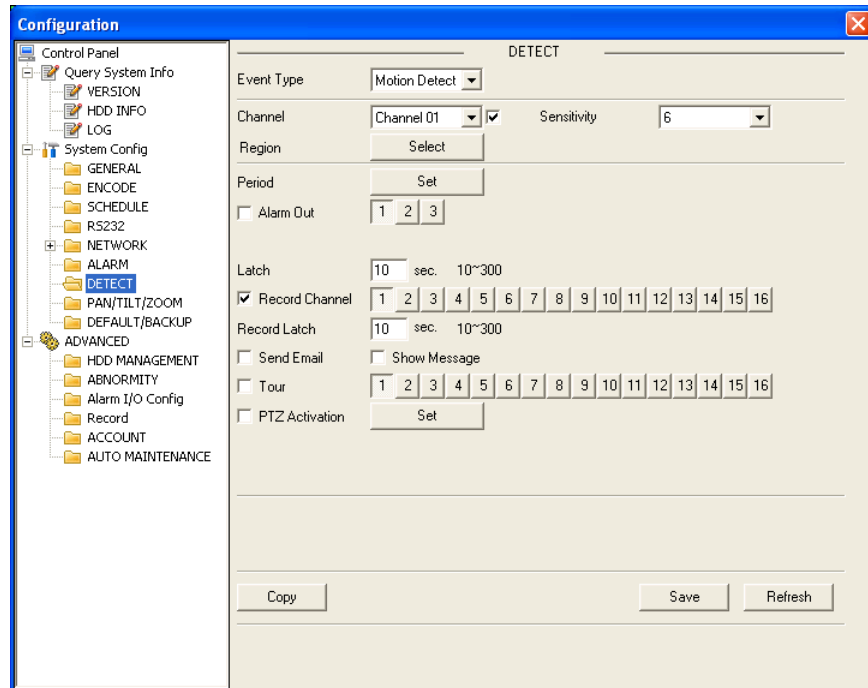 Configuration
Control Panel
Query System Info
VERSION
HDD INFO
LOG
System Config
GENERAL
ENCODE
SCHEDULE
RS232
NETWORK
ALARM
DETECT
PAN/TILT/ZOOM
DEFAULT/BACKUP
ADVANCED
HDD MANAGEMENT
ABNORMITY
Alarm I/O Config
Record
ACCOUNT
AUTO MAINTENANCE
DETECT
Event Type Motion Detect
Channel Channel 01 Sensitivity 6
Region Select
Period Set
Alarm Out 1 2 3
Latch 10 sec. 10~300
Record Channel 1 2 3 4 5 6 7 8 9 10 11 12 13 14 15 16
Record Latch 10 sec. 10~300
Send Email Show Message
Tour 1 2 3 4 5 6 7 8 9 10 11 12 13 14 15 16
PTZ Activation Set
Copy Save Refresh